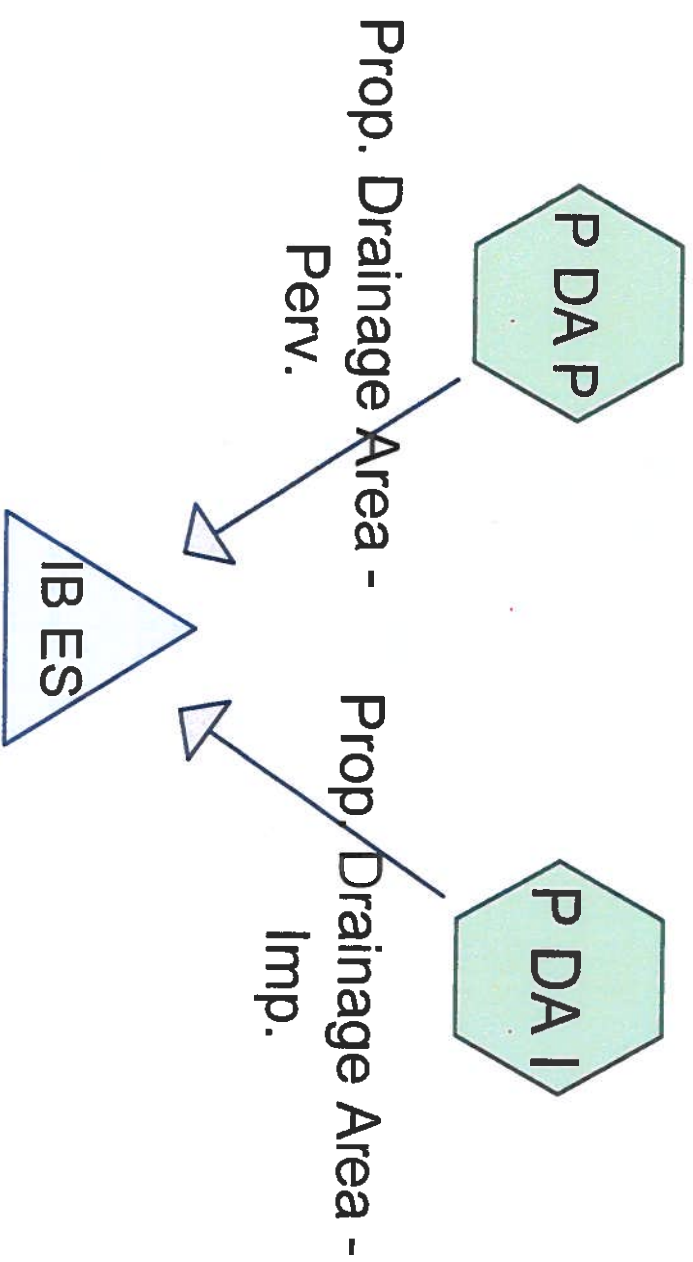 P DA P
Prop. Drainage Area -
Perv.
P DA I
Prop. Drainage Area -
Imp.
IB ES